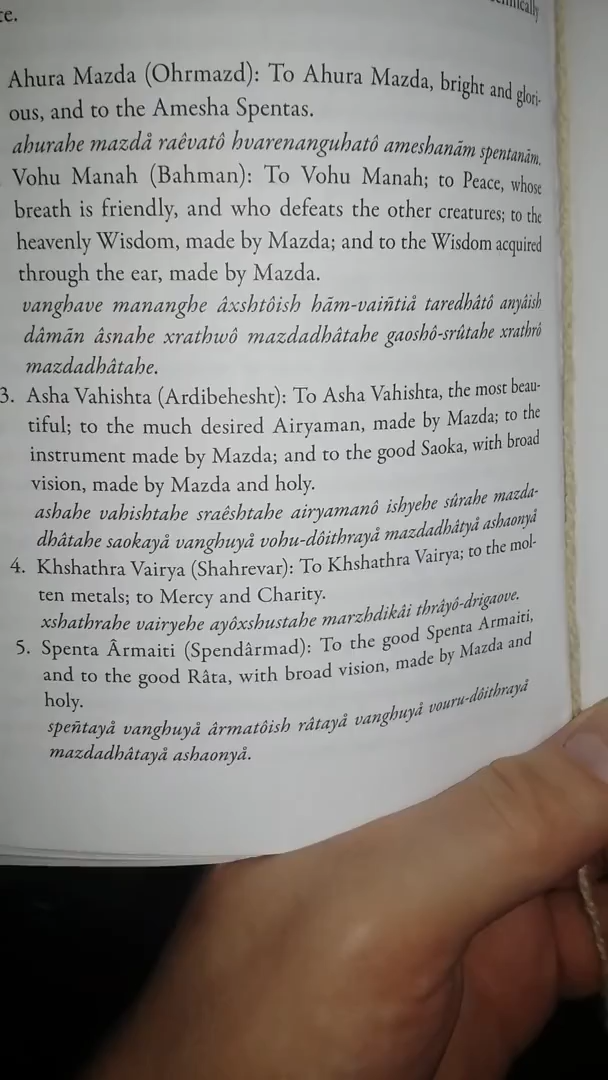 ce.
Ahura Mazda (Ohrmazd): To Ahura Mazda, bright and glori-
ous, and to the Amesha Spentas.
ahurahe mazdå raêvatô hvarenanguhatô ameshanãm spentanãm.
Vohu Manah (Bahman): To Vohu Manah; to Peace, whose
breath is friendly, and who defeats the other creatures; to the
heavenly Wisdom, made by Mazda; and to the Wisdom acquired
through the ear, made by Mazda.
vanghave mananghe âxshtôish hãm-vaiñtiå taredhâtô anyâish
dâmãn âsnahe xrathwô mazdadhâtahe gaoshô-srûtahe xrathrô
mazdadhâtahe.
3. Asha Vahishta (Ardibehesht): To Asha Vahishta, the most beau-
tiful; to the much desired Airyaman, made by Mazda; to the
instrument made by Mazda; and to the good Saoka, with broad
vision, made by Mazda and holy.
ashahe vahishtahe sraêshtahe airyamanô ishyehe sûrahe mazda-
dhâtahe saokayå vanghuyå vohu-dôithrayå mazdadhâtyå ashaonyå
4. Khshathra Vairya (Shahrevar): To Khshathra Vairya; to the mol-
ten metals; to Mercy and Charity.
xshathrahe vairyehe ayôxshustahe marzhdikâi thrâyô-drigaove.
5. Spenta Ârmaiti (Spendârmad): To the good Spenta Armaiti,
and to the good Râta, with broad vision, made by Mazda and
holy.
speñtayå vanghuyå ârmatôish râtayå vanghuyå vouru-dôithrayå
mazdadhâtayå ashaonyå.